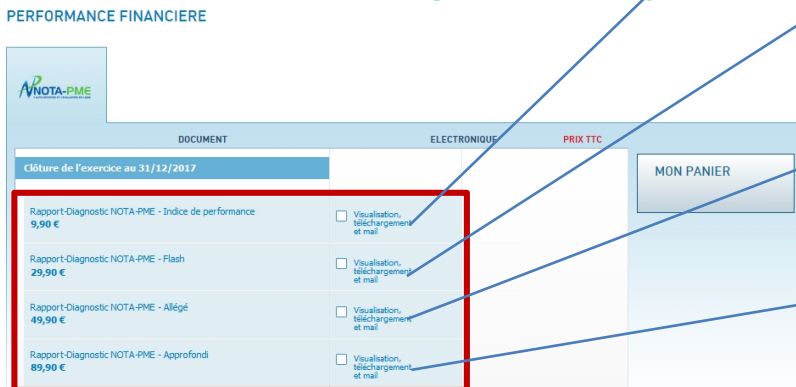 PERFORMANCE FINANCIERE
NOTA-PME
DOCUMENT ELECTRONIQUE PRIX TTC
Clôture de l'exercice au 31/12/2017
MON PANIER
Rapport-Diagnostic NOTA-PME - Indice de performance
9,90 €
Visualisation,
téléchargement
et mail
Rapport-Diagnostic NOTA-PME - Flash
29,90 €
Visualisation,
téléchargement
et mail
Rapport-Diagnostic NOTA-PME - Allégé
49,90 €
Visualisation,
téléchargement
et mail
Rapport-Diagnostic NOTA-PME - Approfondi
89,90 €
Visualisation,
téléchargement
et mail